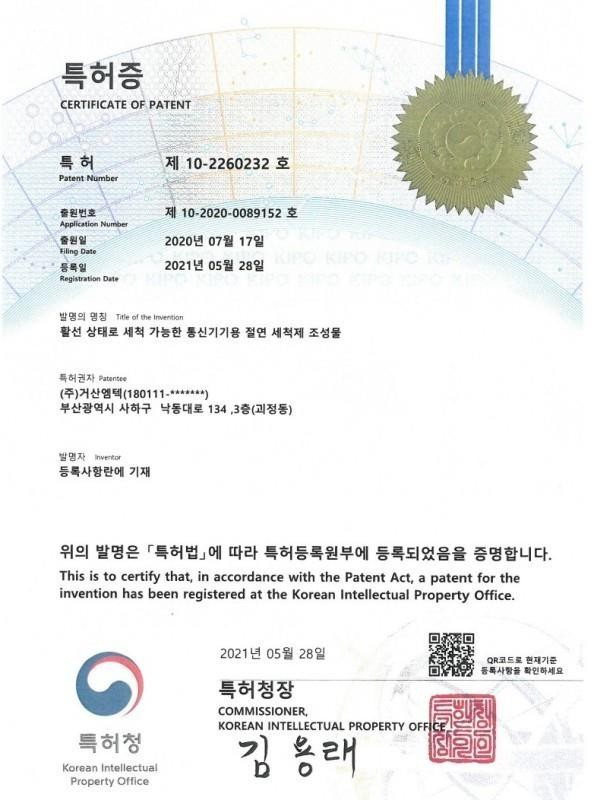 특허증
CERTIFICATE OF PATENT
특 허 제 10-2260232 호
Patent Number
출원번호 제 10-2020-0089152 호
Application Number
출원일 2020년 07월 17일
Filing Date
등록일 2021년 05월 28일
Registration Date
KIPO KIPO KIPO KIPO
발명의 명칭 Title of the Invention
활선 상태로 세척 가능한 통신기기용 절연 세척제 조성물
특허권자 Patentee
(주)거산엠텍(180111-*******)
부산광역시 사하구 낙동대로 134 ,3층(괴정동)
발명자 Inventor
등록사항란에 기재
위의 발명은 「특허법」에 따라 특허등록원부에 등록되었음을 증명합니다.
This is to certify that, in accordance with the Patent Act, a patent for the
invention has been registered at the Korean Intellectual Property Office.
2021년 05월 28일
QR코드로 현재기준
등록사항을 확인하세요
특허청장
COMMISSIONER,
KOREAN INTELLECTUAL PROPERTY OFFICE
김용래
특허청
Korean Intellectual
Property Office